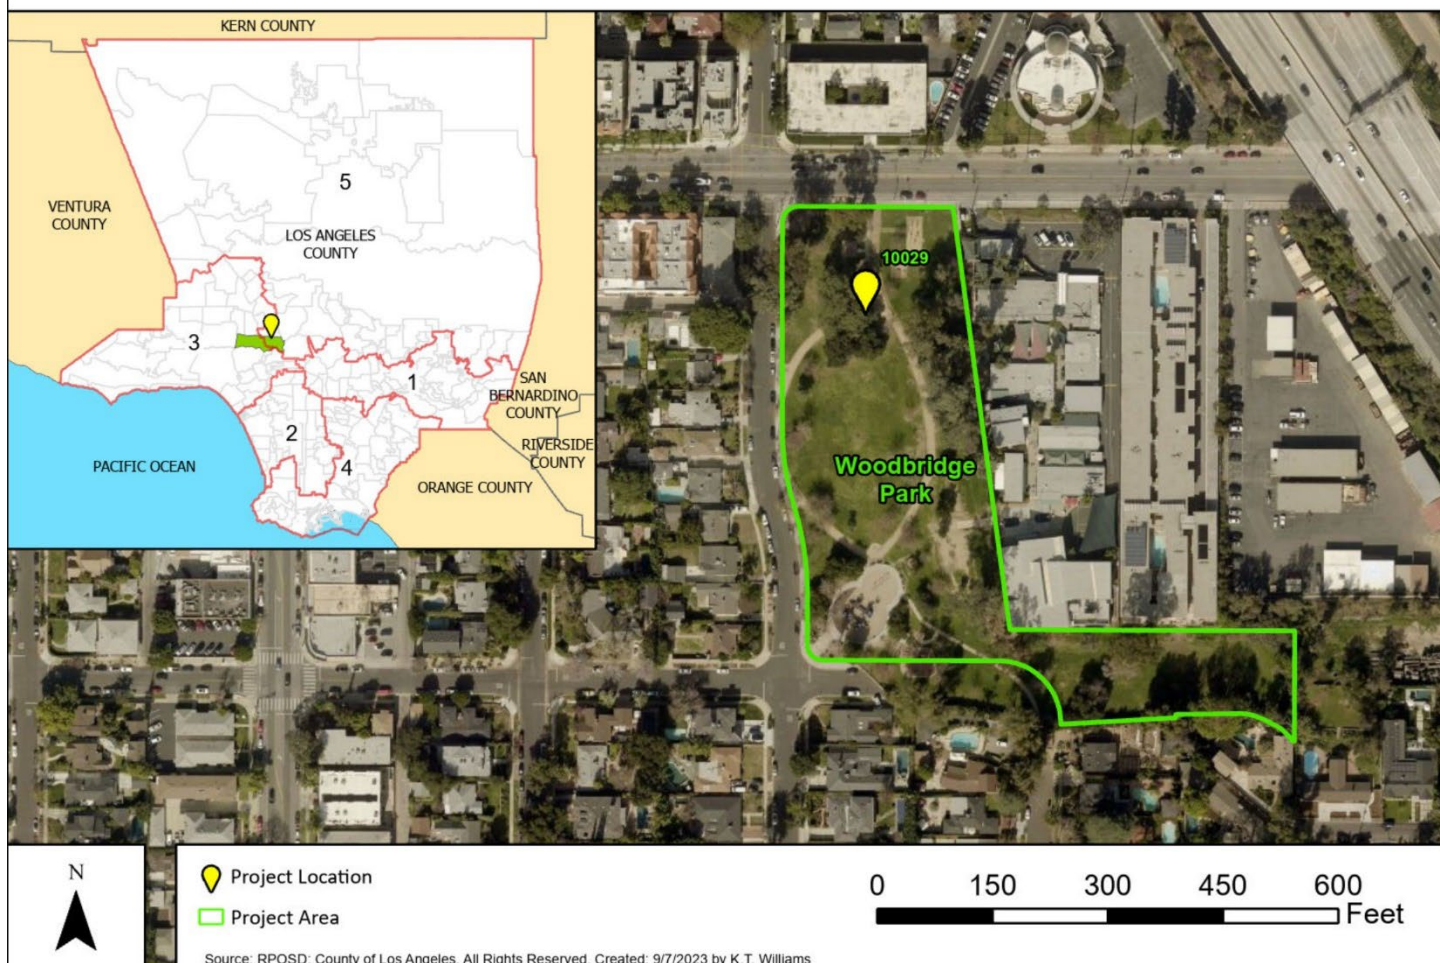 KERN COUNTY
5
VENTURA
COUNTY
LOS ANGELES
COUNTY
3
1
SAN
BERNARDINO
COUNTY
2
RIVERSIDE
COUNTY
4
PACIFIC OCEAN
ORANGE COUNTY
10029
Woodbridge
Park
N
Project Location
Project Area
0 150 300 450 600
Feet
Source: RPOSD; County of Los Angeles, All Rights Reserved, Created: 9/7/2023 by K.T. Williams